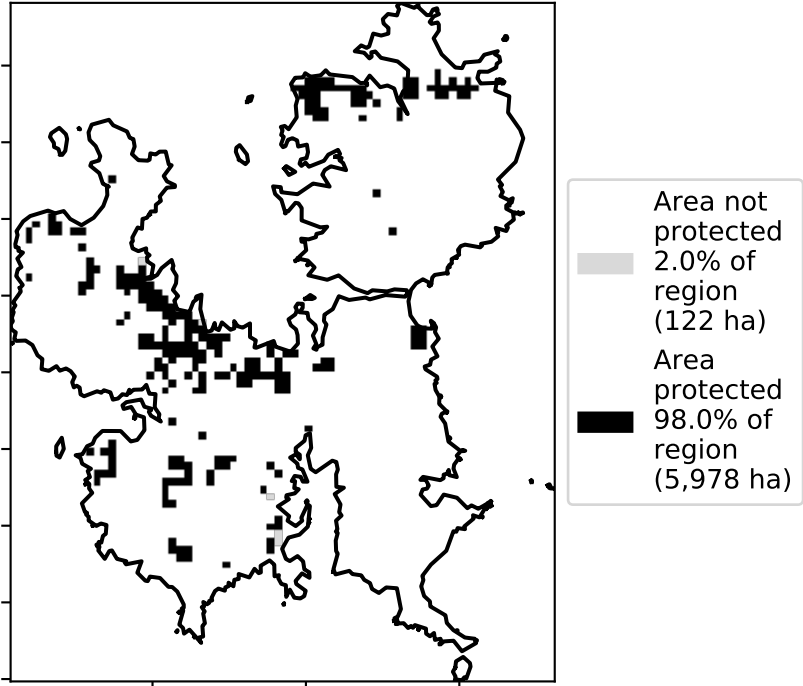 Area not
protected
2.0% of
region
(122 ha)
Area
protected
98.0% of
region
(5,978 ha)